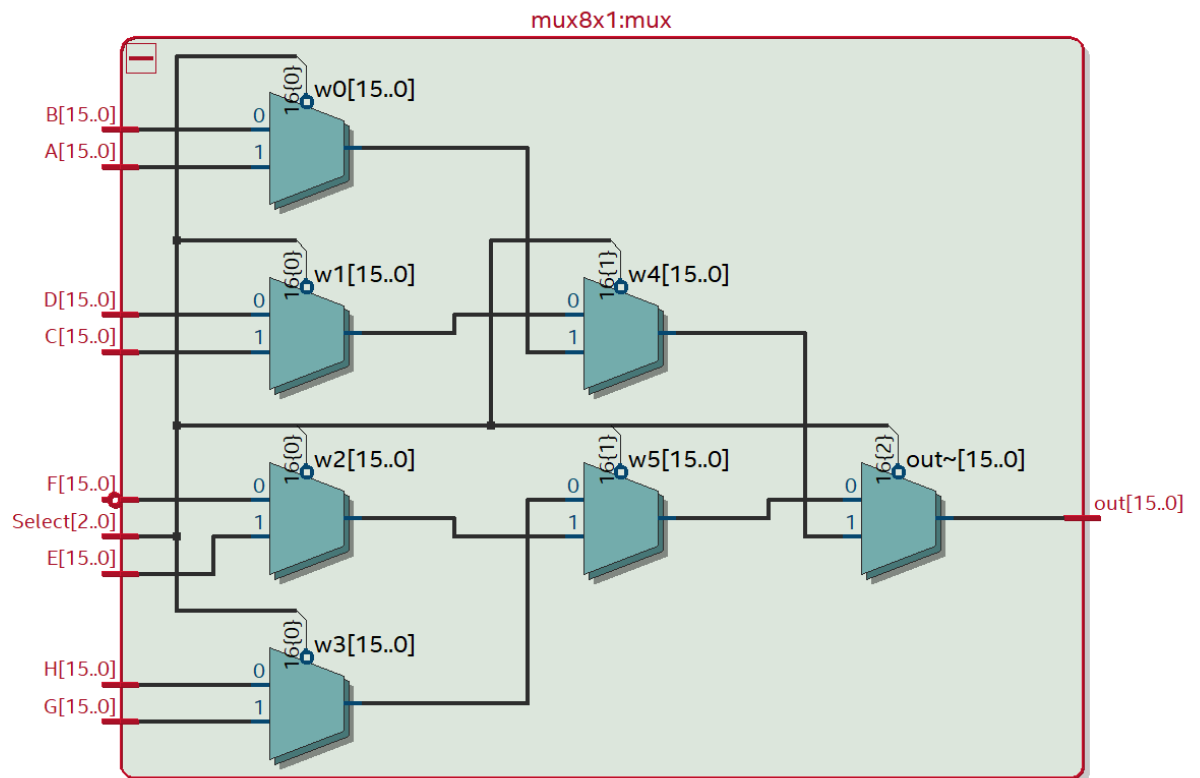 mux8x1:mux
16{0}
w0[15..0]
B[15..0]
0
A[15..0]
1
16{0}
w1[15..0]
16{1}
w4[15..0]
D[15..0]
0
0
C[15..0]
1
1
16{0}
w2[15..0]
16{1}
w5[15..0]
16{2}
out~[15..0]
F[15..0]
0
0
0
out[15..0]
Select[2..0]
1
1
1
E[15..0]
16{0}
w3[15..0]
H[15..0]
0
G[15..0]
1